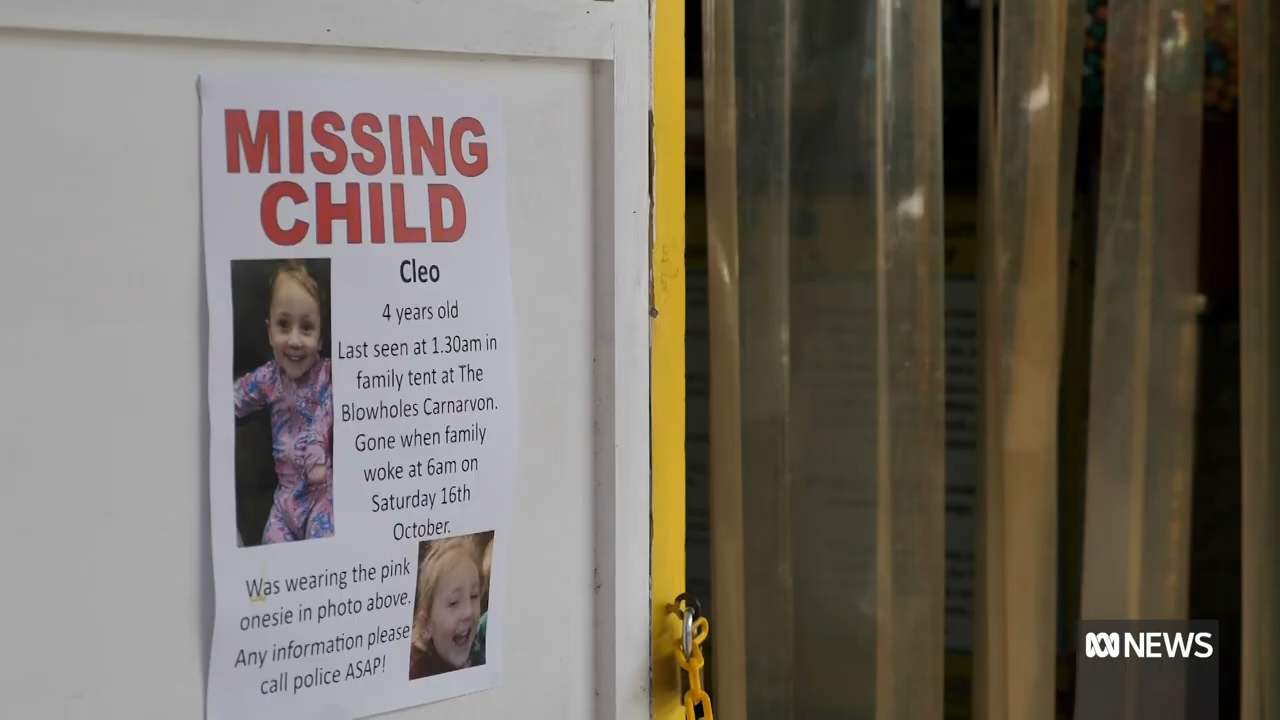 MISSING
CHILD
Cleo
4 years old
Last seen at 1.30am in
family tent at The
Blowholes Carnarvon.
Gone when family
woke at 6am on
Saturday 16th
October.
Was wearing the pink
onesie in photo above.
Any information please
call police ASAP!
NEWS